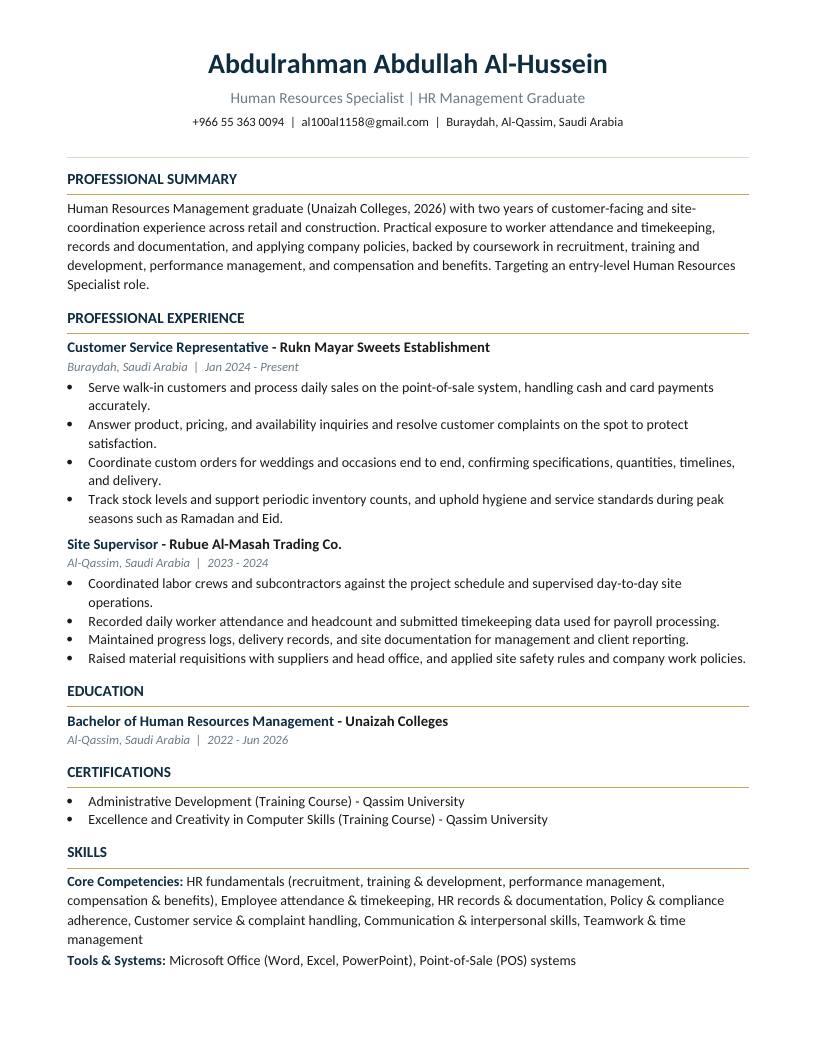 Abdulrahman Abdullah Al-Hussein
Human Resources Specialist | HR Management Graduate
+966 55 363 0094 | al100al1158@gmail.com | Buraydah, Al-Qassim, Saudi Arabia
PROFESSIONAL SUMMARY
Human Resources Management graduate (Unaizah Colleges, 2026) with two years of customer-facing and site-
coordination experience across retail and construction. Practical exposure to worker attendance and timekeeping,
records and documentation, and applying company policies, backed by coursework in recruitment, training and
development, performance management, and compensation and benefits. Targeting an entry-level Human Resources
Specialist role.
PROFESSIONAL EXPERIENCE
Customer Service Representative - Rukn Mayar Sweets Establishment
Buraydah, Saudi Arabia | Jan 2024 - Present
• Serve walk-in customers and process daily sales on the point-of-sale system, handling cash and card payments
accurately.
• Answer product, pricing, and availability inquiries and resolve customer complaints on the spot to protect
satisfaction.
• Coordinate custom orders for weddings and occasions end to end, confirming specifications, quantities, timelines,
and delivery.
• Track stock levels and support periodic inventory counts, and uphold hygiene and service standards during peak
seasons such as Ramadan and Eid.
Site Supervisor - Rubue Al-Masah Trading Co.
Al-Qassim, Saudi Arabia | 2023 - 2024
• Coordinated labor crews and subcontractors against the project schedule and supervised day-to-day site
operations.
• Recorded daily worker attendance and headcount and submitted timekeeping data used for payroll processing.
• Maintained progress logs, delivery records, and site documentation for management and client reporting.
• Raised material requisitions with suppliers and head office, and applied site safety rules and company work policies.
EDUCATION
Bachelor of Human Resources Management - Unaizah Colleges
Al-Qassim, Saudi Arabia | 2022 - Jun 2026
CERTIFICATIONS
• Administrative Development (Training Course) - Qassim University
• Excellence and Creativity in Computer Skills (Training Course) - Qassim University
SKILLS
Core Competencies: HR fundamentals (recruitment, training & development, performance management,
compensation & benefits), Employee attendance & timekeeping, HR records & documentation, Policy & compliance
adherence, Customer service & complaint handling, Communication & interpersonal skills, Teamwork & time
management
Tools & Systems: Microsoft Office (Word, Excel, PowerPoint), Point-of-Sale (POS) systems